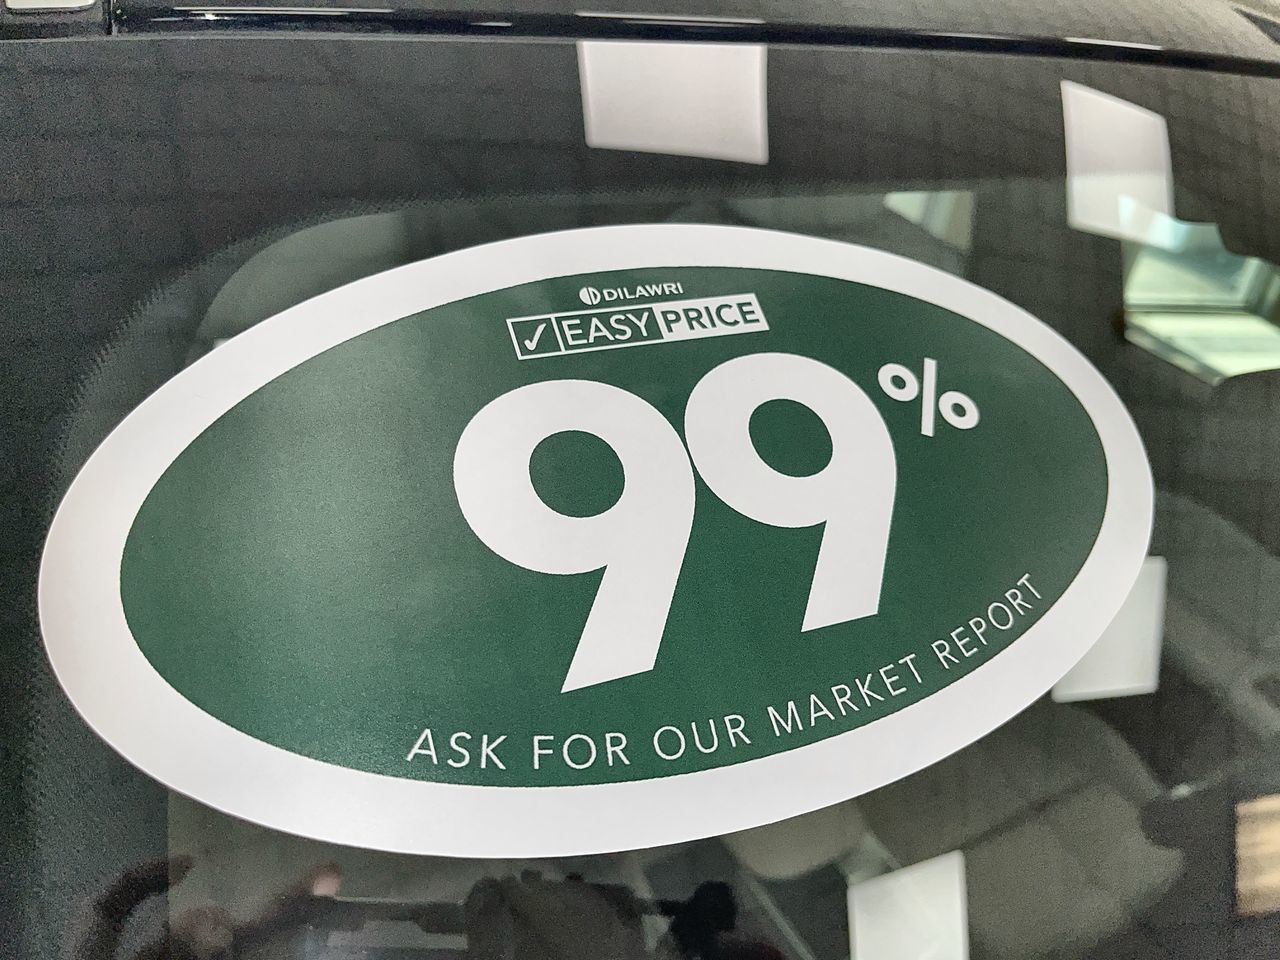 DILAWRI
✓ EASY PRICE
99%
ASK FOR OUR MARKET REPORT